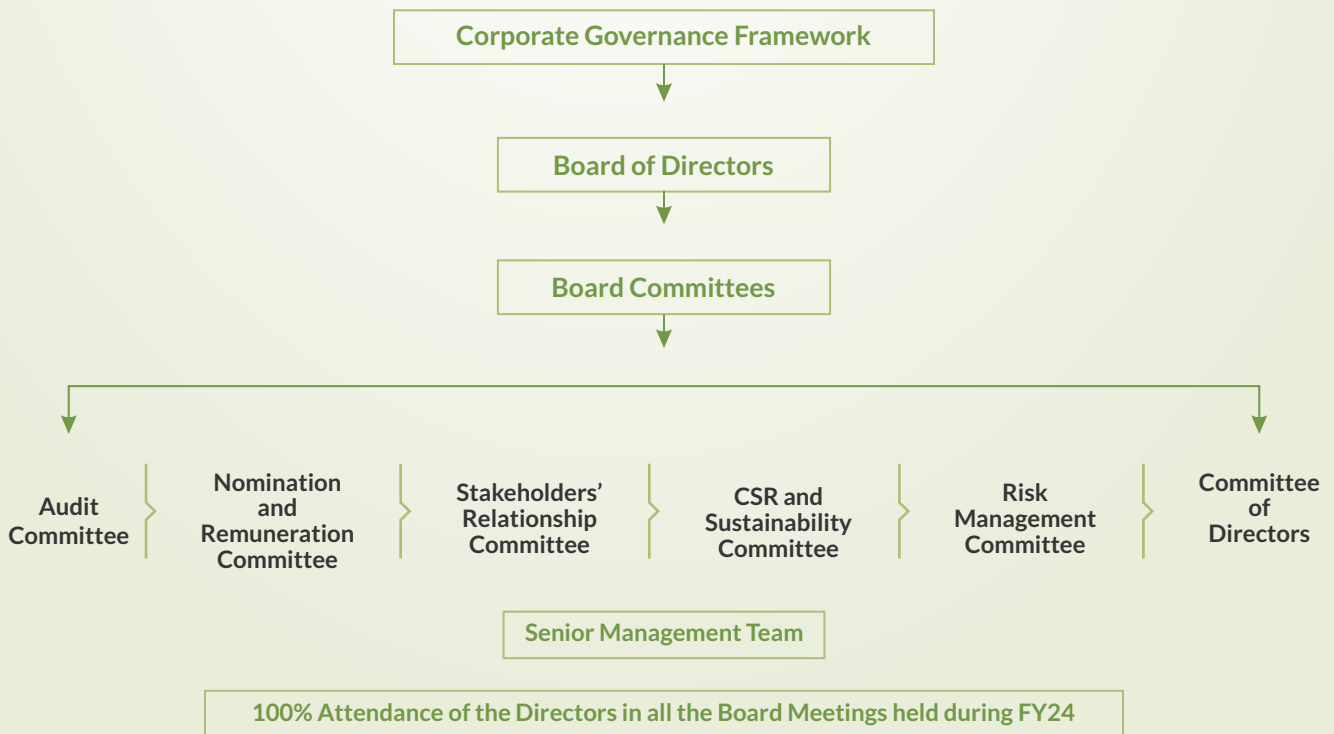 Corporate Governance Framework
Board of Directors
Board Committees
Audit
Committee
Nomination
and
Remuneration
Committee
Stakeholders’
Relationship
Committee
CSR and
Sustainability
Committee
Risk
Management
Committee
Committee
of
Directors
Senior Management Team
100% Attendance of the Directors in all the Board Meetings held during FY24